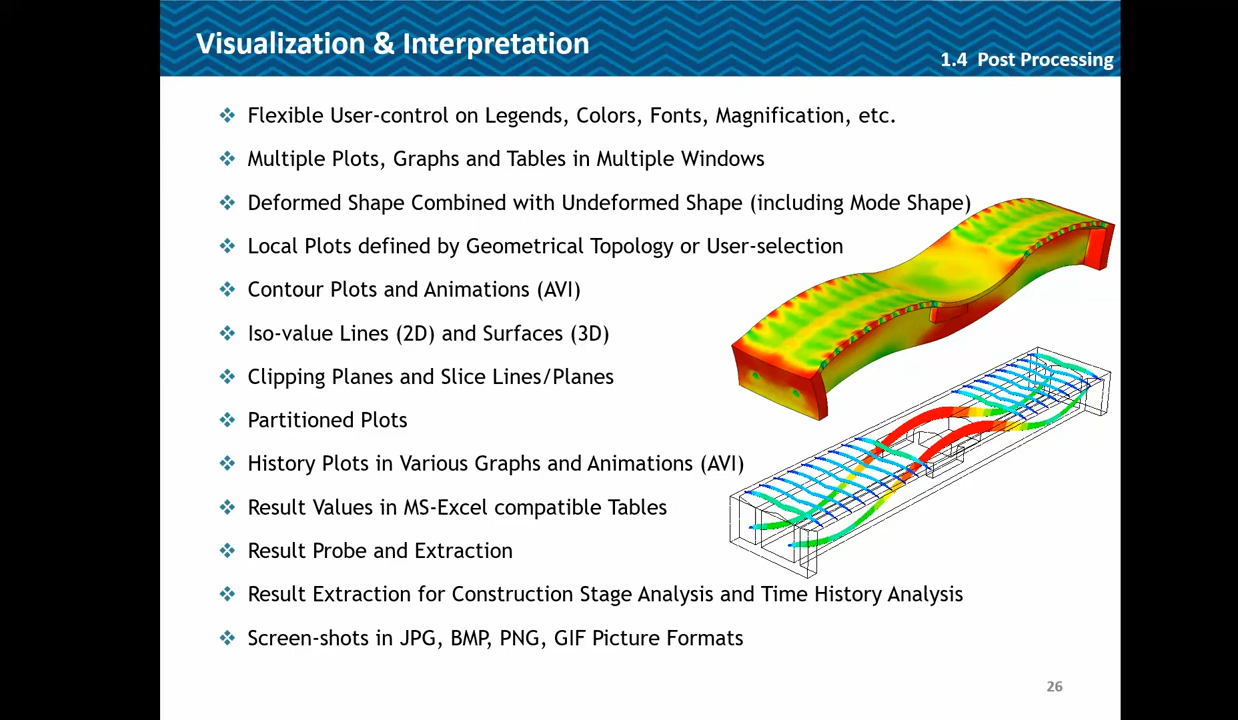 Visualization & Interpretation
1.4 Post Processing
Flexible User-control on Legends, Colors, Fonts, Magnification, etc.
Multiple Plots, Graphs and Tables in Multiple Windows
Deformed Shape Combined with Undeformed Shape (including Mode Shape)
Local Plots defined by Geometrical Topology or User-selection
Contour Plots and Animations (AVI)
Iso-value Lines (2D) and Surfaces (3D)
Clipping Planes and Slice Lines/Planes
Partitioned Plots
History Plots in Various Graphs and Animations (AVI)
Result Values in MS-Excel compatible Tables
Result Probe and Extraction
Result Extraction for Construction Stage Analysis and Time History Analysis
Screen-shots in JPG, BMP, PNG, GIF Picture Formats
26